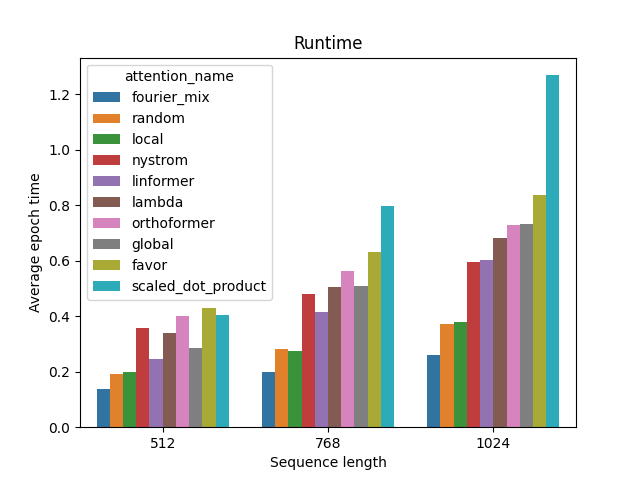 Runtime
attention_name
fourier_mix
random
local
nystrom
linformer
lambda
orthoformer
global
favor
scaled_dot_product
Average epoch time
1.2
1.0
0.8
0.6
0.4
0.2
0.0
512
768
1024
Sequence length